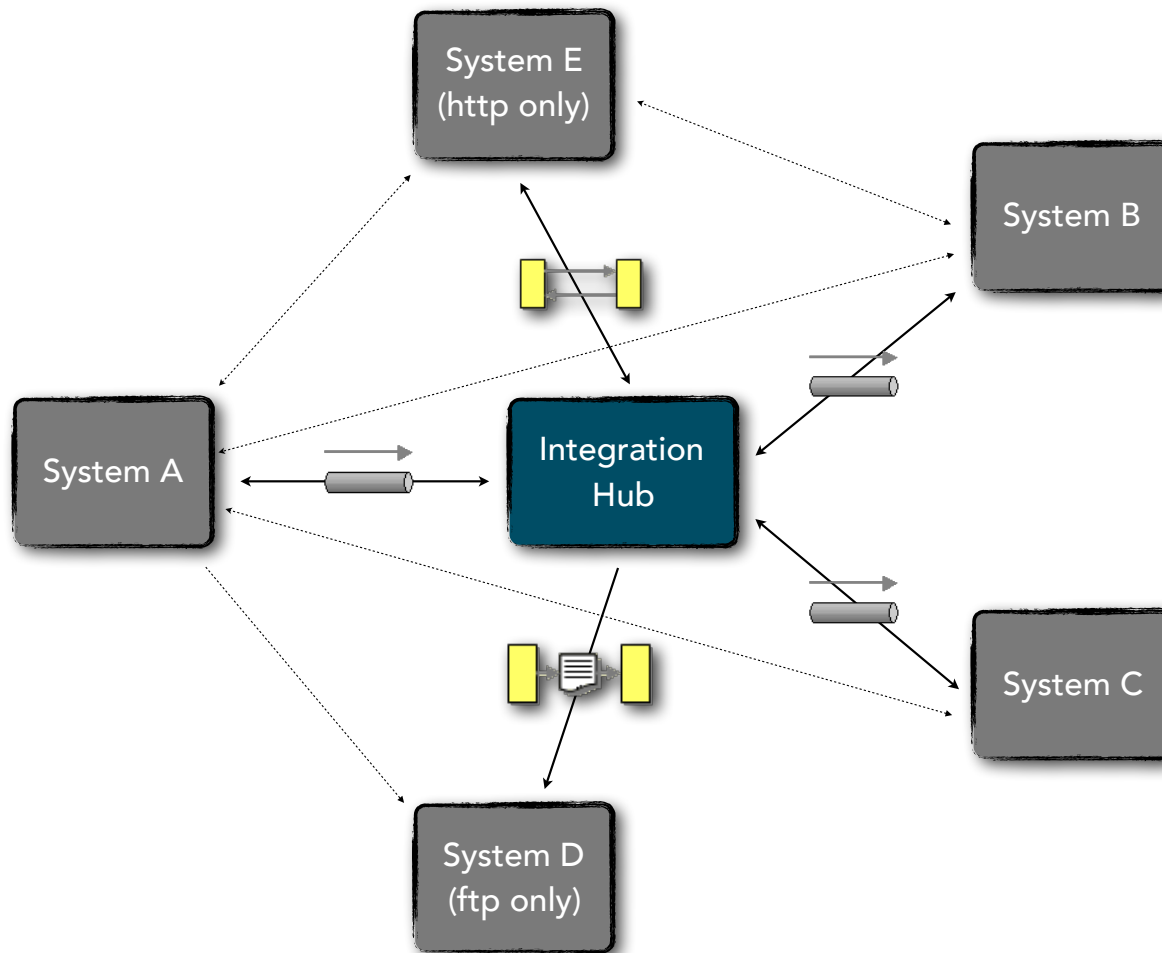 System E
(http only)
System B
System A
Integration
Hub
System C
System D
(ftp only)